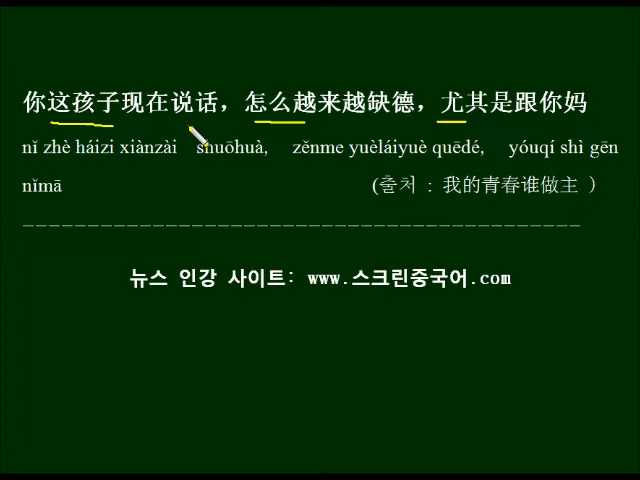 你这孩子现在说话，怎么越来越缺德，尤其是跟你妈
nǐ zhè háizi xiànzài shuōhuà, zěnme yuèláiyuè quēdé, yóuqí shì gēn
nǐmā (출처 : 我的青春谁做主 )
--------------------------------------------
뉴스 인강 사이트: www.스크린중국어.com